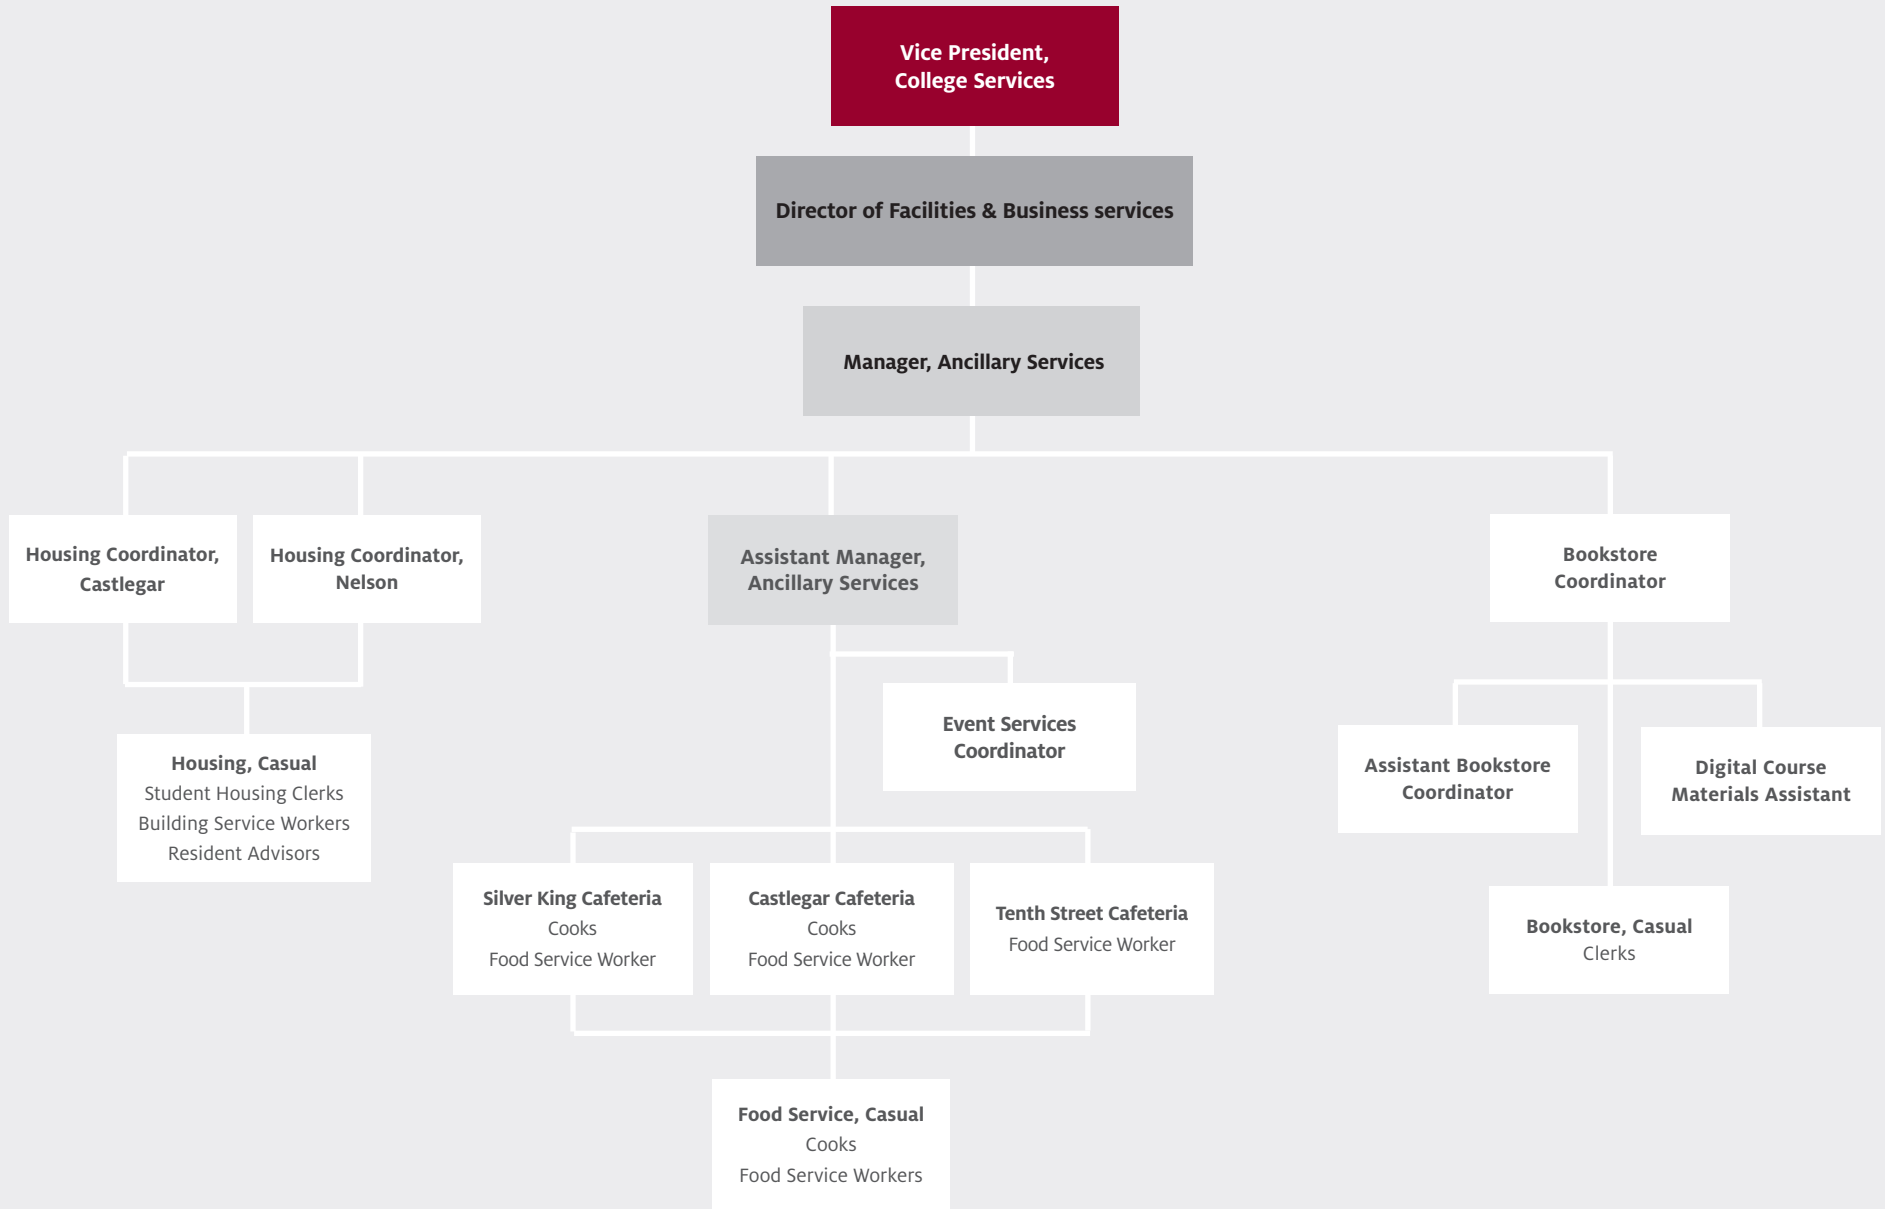 Vice President,
College Services
Director of Facilities & Business services
Manager, Ancillary Services
Housing Coordinator,
Castlegar
Housing Coordinator,
Nelson
Assistant Manager,
Ancillary Services
Bookstore
Coordinator
Event Services
Coordinator
Housing, Casual
Student Housing Clerks
Building Service Workers
Resident Advisors
Assistant Bookstore
Coordinator
Digital Course
Materials Assistant
Silver King Cafeteria
Cooks
Food Service Worker
Castlegar Cafeteria
Cooks
Food Service Worker
Tenth Street Cafeteria
Food Service Worker
Bookstore, Casual
Clerks
Food Service, Casual
Cooks
Food Service Workers